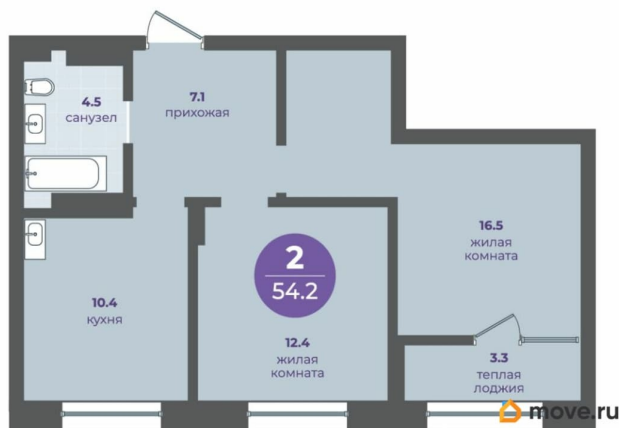 4.5
санузел
7.1
прихожая
16.5
жилая
комната
2
54.2
10.4
кухня
12.4
жилая
комната
3.3
теплая
лоджия
move.ru